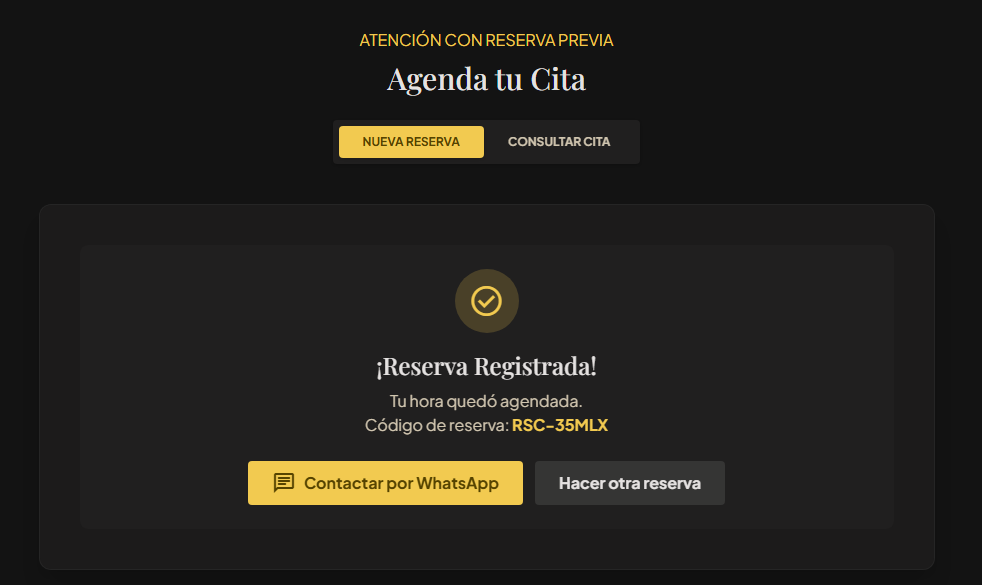 ATENCIÓN CON RESERVA PREVIA
Agenda tu Cita
NUEVA RESERVA
CONSULTAR CITA
¡Reserva Registrada!
Tu hora quedó agendada.
Código de reserva: RSC-35MLX
Contactar por WhatsApp
Hacer otra reserva